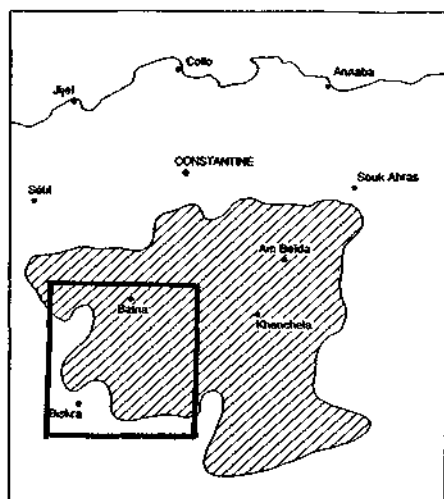 Collo
Annaba
Jijel
CONSTANTINE
Souk Ahras
Sétif
Aïn Beïda
Batna
Khenchela
Biskra